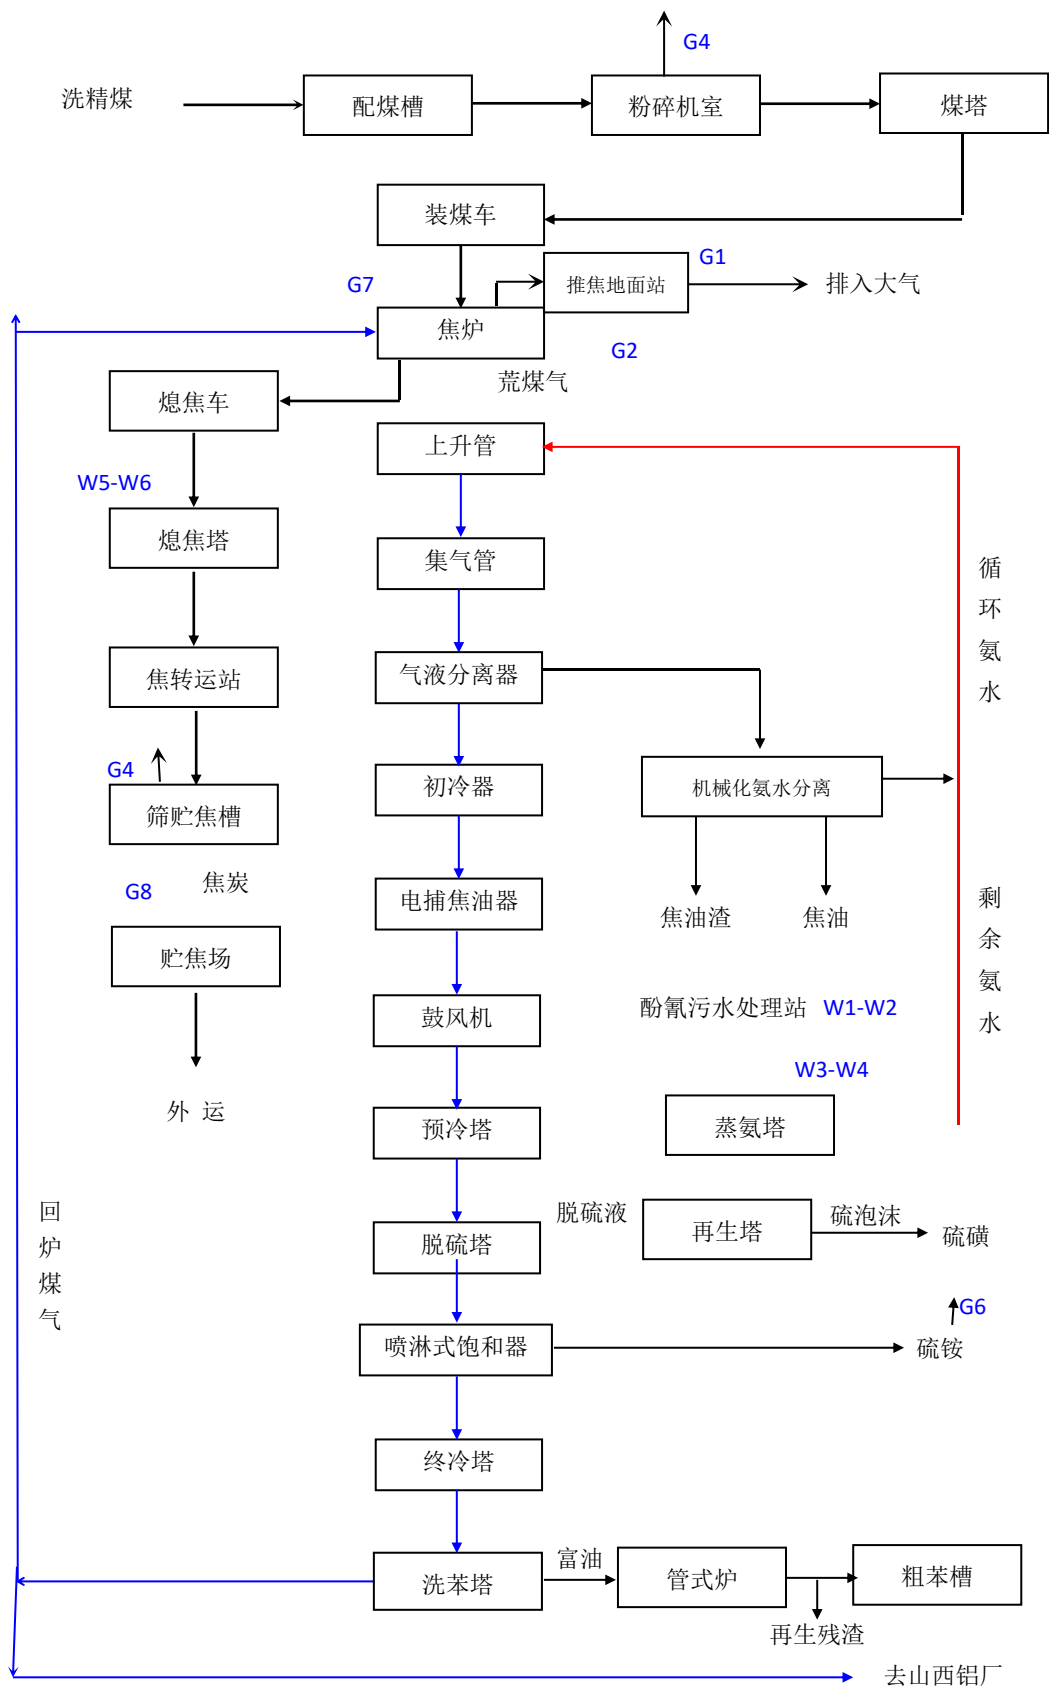 G4
洗精煤
配煤槽
粉碎机室
煤塔
装煤车
G7
推焦地面站
G1
排入大气
焦炉
G2
荒煤气
熄焦车
上升管
W5-W6
熄焦塔
集气管
循环氨水
焦转运站
气液分离器
G4
初冷器
机械化氨水分离
筛贮焦槽
焦炭
G8
电捕焦油器
焦油渣
焦油
剩余氨水
贮焦场
鼓风机
酚氰污水处理站 W1-W2
W3-W4
外 运
预冷塔
蒸氨塔
回炉煤气
脱硫液
脱硫塔
再生塔
硫泡沫
硫磺
G6
喷淋式饱和器
硫铵
终冷塔
富油
洗苯塔
管式炉
粗苯槽
再生残渣
去山西铝厂